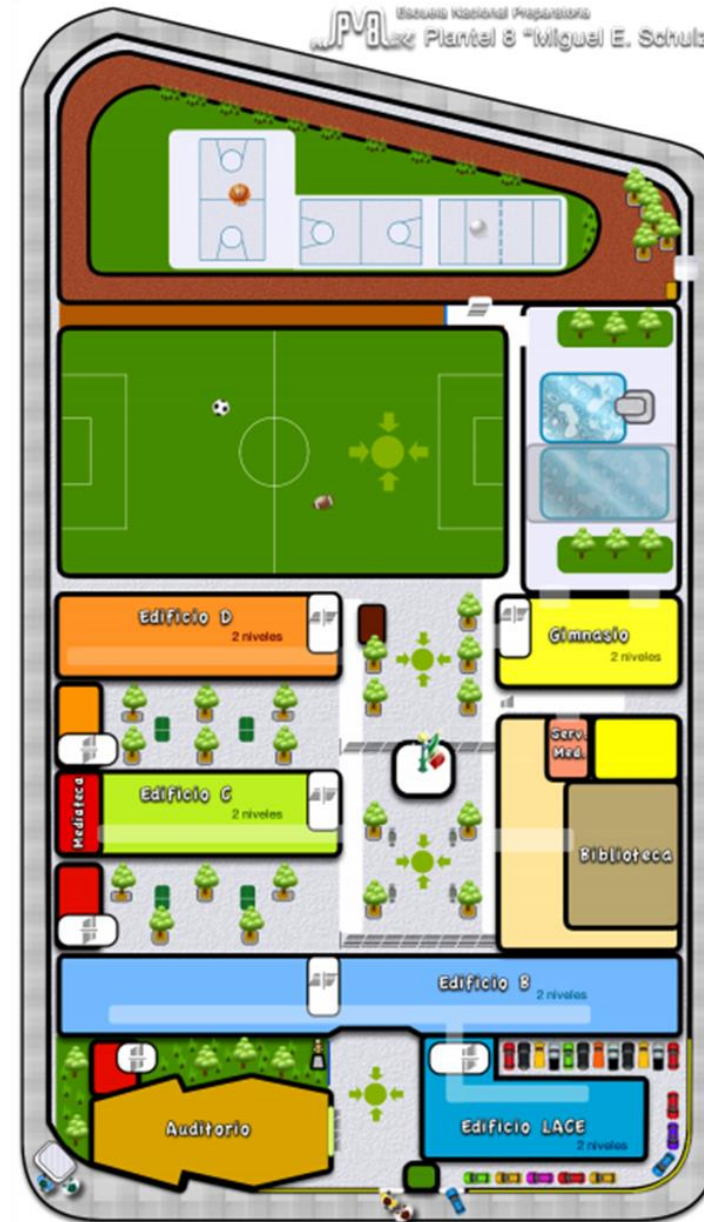 Escuela Nacional Preparatoria
Plantel 8 "Miguel E. Schulz
Edificio D
2 niveles
Gimnasio
2 niveles
Serv.
Med.
Mediateca
Edificio C
2 niveles
Biblioteca
Edificio B
2 niveles
Auditorio
Edificio LACE
2 niveles